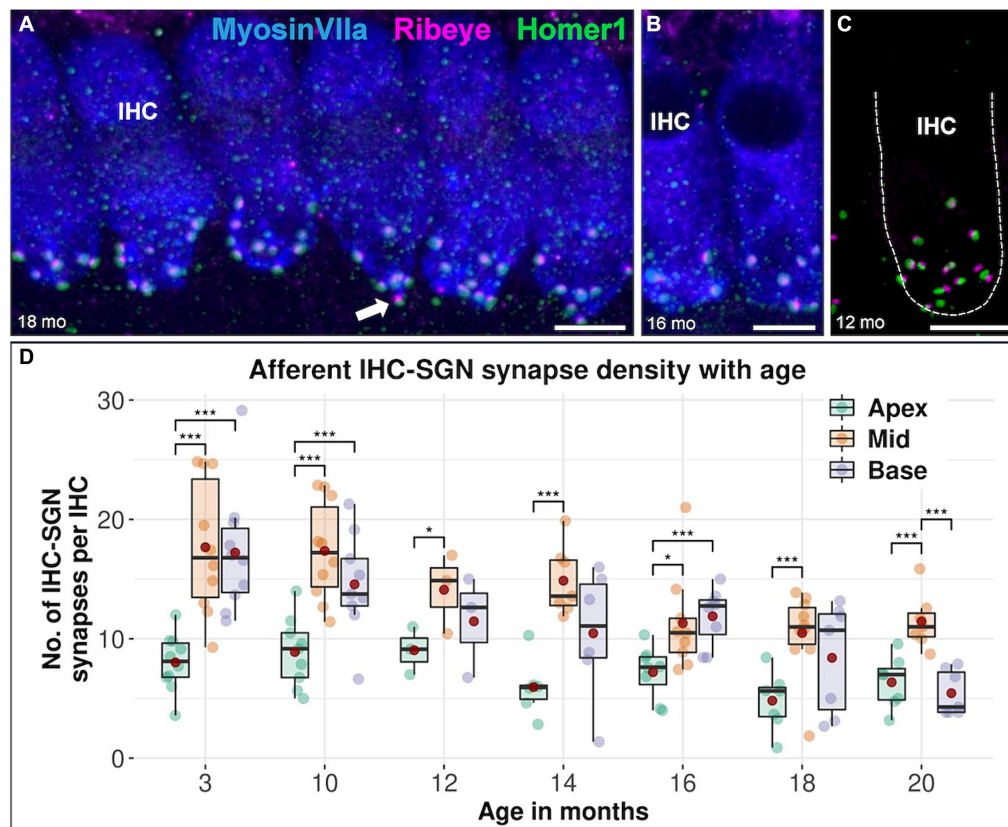 A
MyosinVIIa Ribeye Homer1
IHC
18 mo
B
IHC
16 mo
C
IHC
12 mo
D
Afferent IHC-SGN synapse density with age
No. of IHC-SGN
synapses per IHC
30
20
10
0
*** ***
*** ***
*
***
*** *
***
*** ***
Apex
Mid
Base
3 10 12 14 16 18 20
Age in months